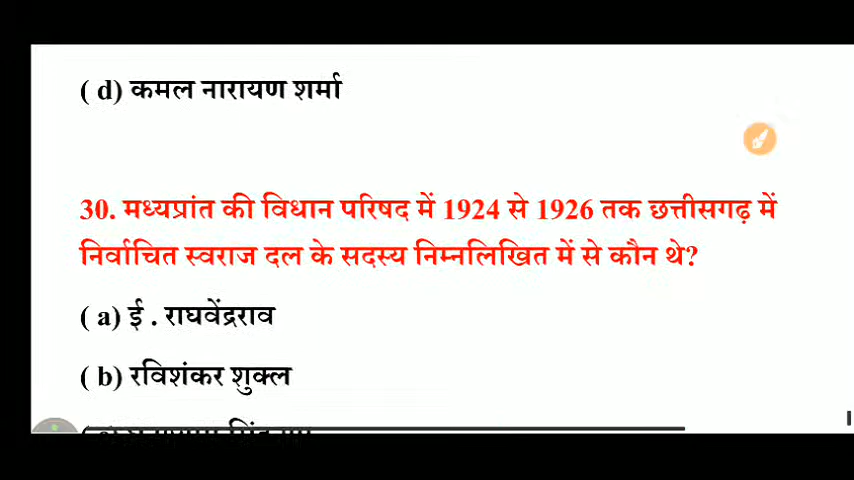 ( d) कमल नारायण शर्मा
30. मध्यप्रांत की विधान परिषद में 1924 से 1926 तक छत्तीसगढ़ में
निर्वाचित स्वराज दल के सदस्य निम्नलिखित में से कौन थे?
( a) ई . राघवेंद्रराव
( b) रविशंकर शुक्ल